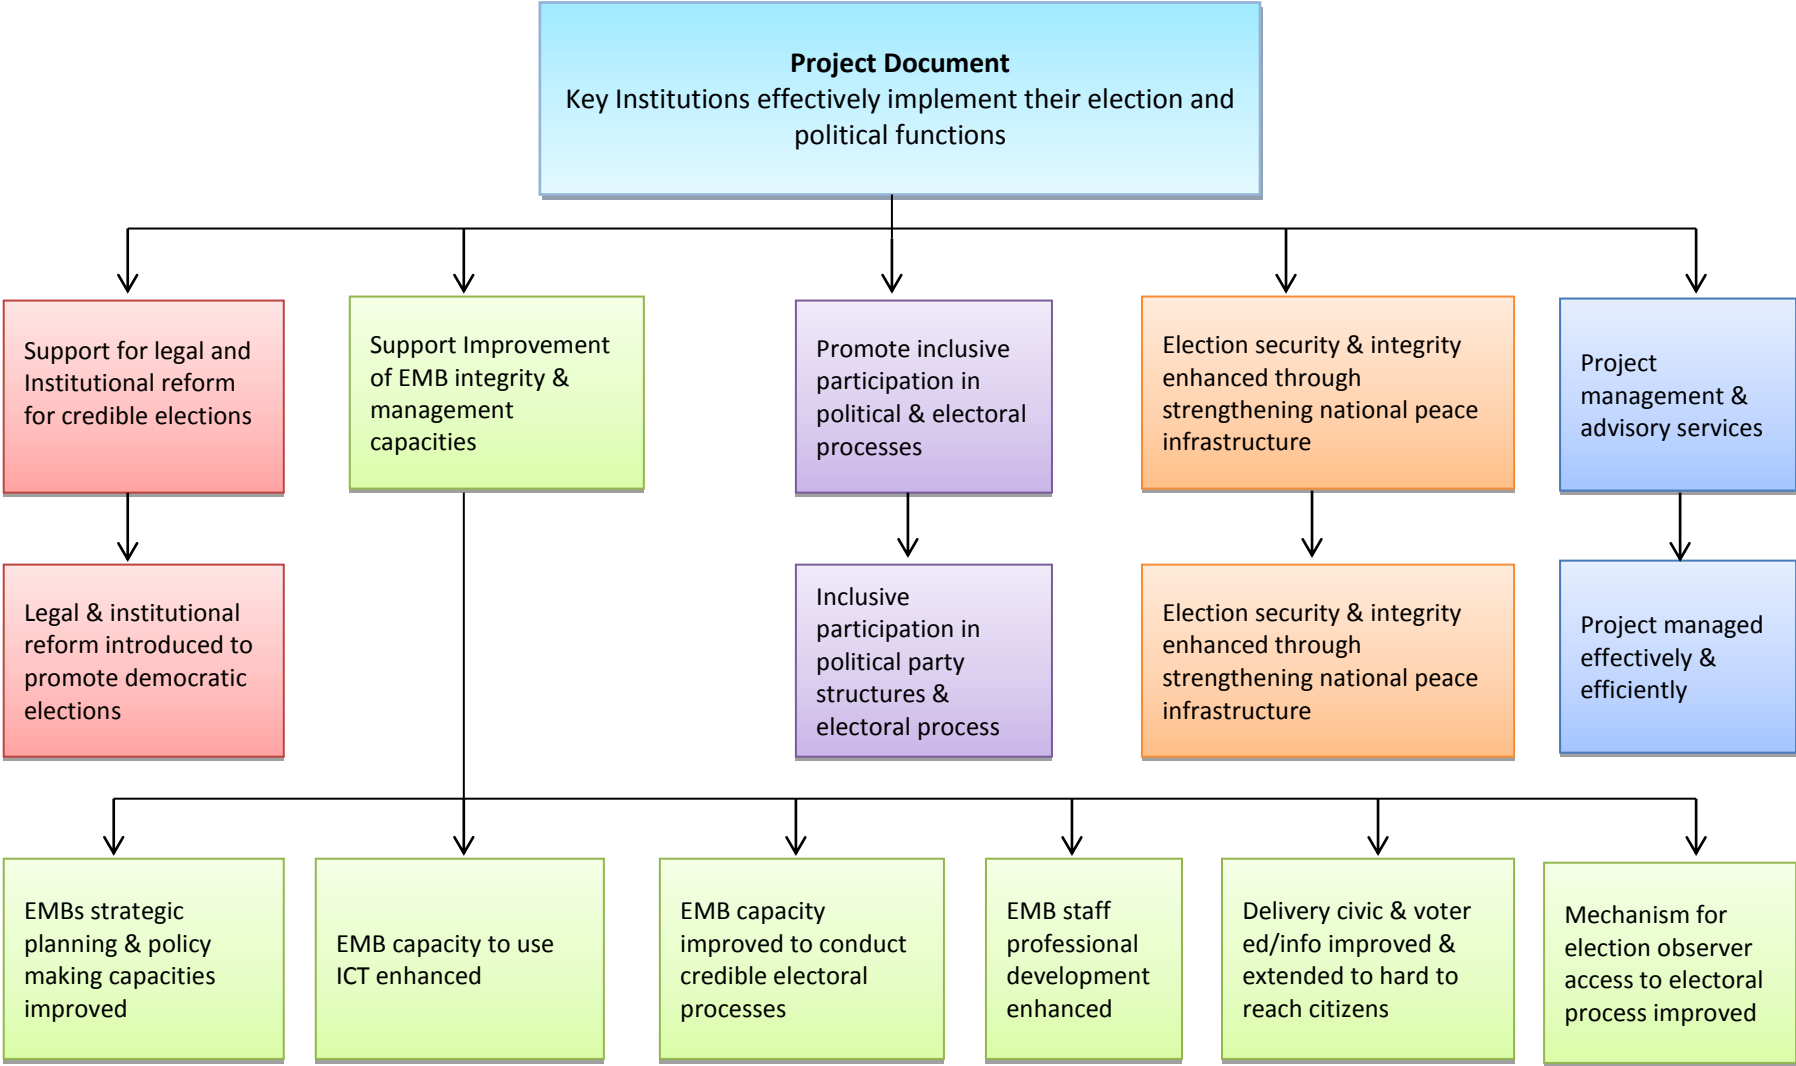 Project Document
Key Institutions effectively implement their election and
political functions
Support for legal and
Institutional reform
for credible elections
Support Improvement
of EMB integrity &
management
capacities
Promote inclusive
participation in
political & electoral
processes
Election security & integrity
enhanced through
strengthening national peace
infrastructure
Project
management &
advisory services
Legal & institutional
reform introduced to
promote democratic
elections
Inclusive
participation in
political party
structures &
electoral process
Election security & integrity
enhanced through
strengthening national peace
infrastructure
Project managed
effectively &
efficiently
EMBs strategic
planning & policy
making capacities
improved
EMB capacity to use
ICT enhanced
EMB capacity
improved to conduct
credible electoral
processes
EMB staff
professional
development
enhanced
Delivery civic & voter
ed/info improved &
extended to hard to
reach citizens
Mechanism for
election observer
access to electoral
process improved